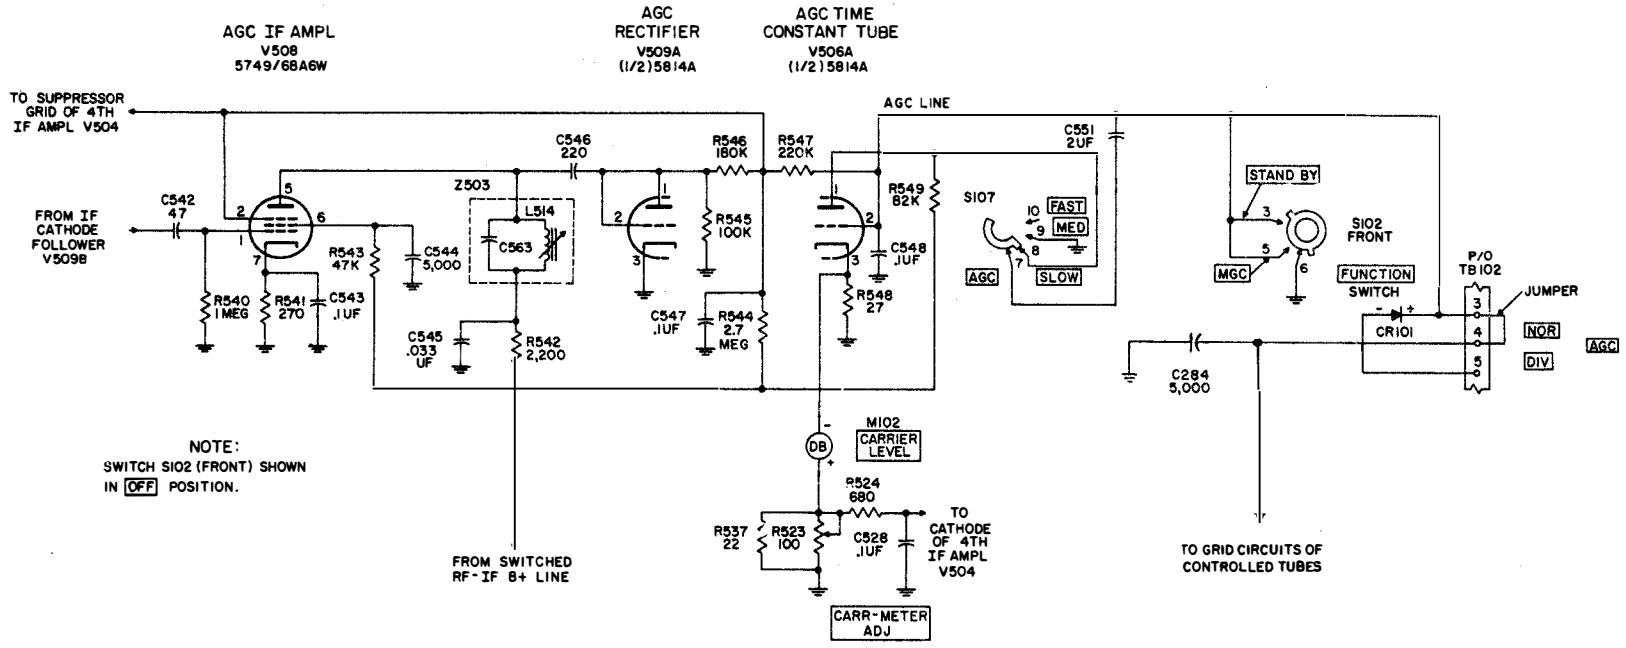 AGC IF AMPL
V508
5749/6BA6W
AGC
RECTIFIER
V509A
(1/2)5814A
AGC TIME
CONSTANT TUBE
V506A
(1/2)5814A
TO SUPPRESSOR
GRID OF 4TH
IF AMPL V504
AGC LINE
C546
220
R546
180K
R547
220K
C551
2UF
Z503
L514
C563
C542
47
FROM IF
CATHODE
FOLLOWER
V509B
5
2
1
6
7
R543
47K
C544
5,000
1
2
3
R545
100K
1
2
3
R549
82K
C548
.1UF
S107
10 FAST
9 MED
8
7
AGC
SLOW
STAND BY
3
5
6
MGC
S102
FRONT
FUNCTION
SWITCH
P/O
TB102
JUMPER
R540
1MEG
R541
270
C543
.1UF
C545
.033
UF
R542
2,200
C547
.1UF
R544
2.7
MEG
R548
27
- +
CR101
3
4
5
NOR
DIV
AGC
C284
5,000
NOTE:
SWITCH S102 (FRONT) SHOWN
IN OFF POSITION.
-
DB
+
M102
CARRIER
LEVEL
R524
680
R537
22
R523
100
C528
.1UF
TO
CATHODE
OF 4TH
IF AMPL
V504
FROM SWITCHED
RF-IF B+ LINE
TO GRID CIRCUITS OF
CONTROLLED TUBES
CARR-METER
ADJ